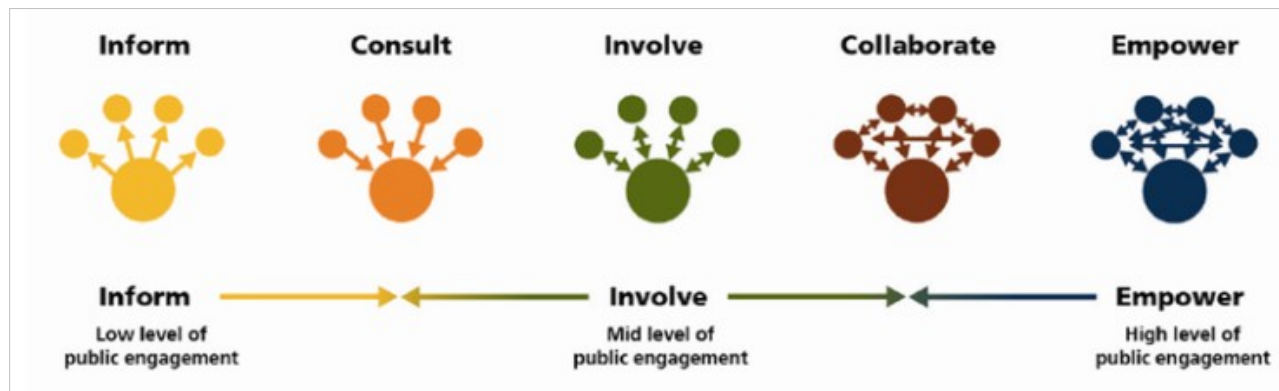 Inform Consult Involve Collaborate Empower
Inform Involve Empower
Low level of Mid level of High level of
public engagement public engagement public engagement